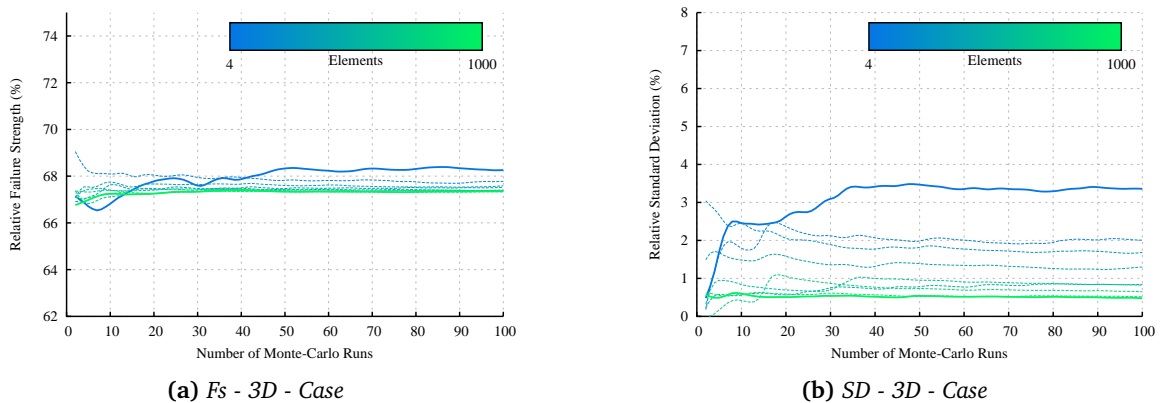 74
72
70
68
66
64
62
0 10 20 30 40 50 60 70 80 90 100
Relative Failure Strength (%)
Number of Monte-Carlo Runs
Elements
4 1000
(a) Fs - 3D - Case
8
7
6
5
4
3
2
1
0
0 10 20 30 40 50 60 70 80 90 100
Relative Standard Deviation (%)
Number of Monte-Carlo Runs
Elements
4 1000
(b) SD - 3D - Case